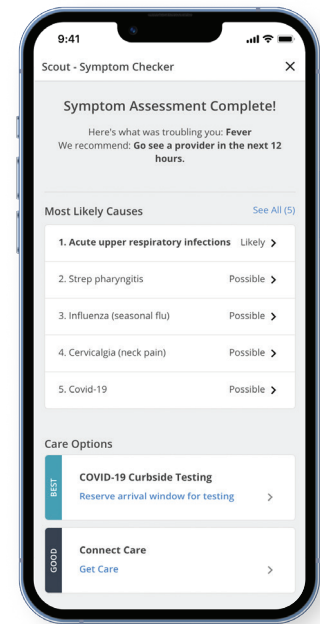 9:41
Scout - Symptom Checker
Symptom Assessment Complete!
Here's what was troubling you: Fever
We recommend: Go see a provider in the next 12
hours.
Most Likely Causes See All (5)
1. Acute upper respiratory infections Likely
2. Strep pharyngitis Possible
3. Influenza (seasonal flu) Possible
4. Cervicalgia (neck pain) Possible
5. Covid-19 Possible
Care Options
BEST
COVID-19 Curbside Testing
Reserve arrival window for testing
GOOD
Connect Care
Get Care